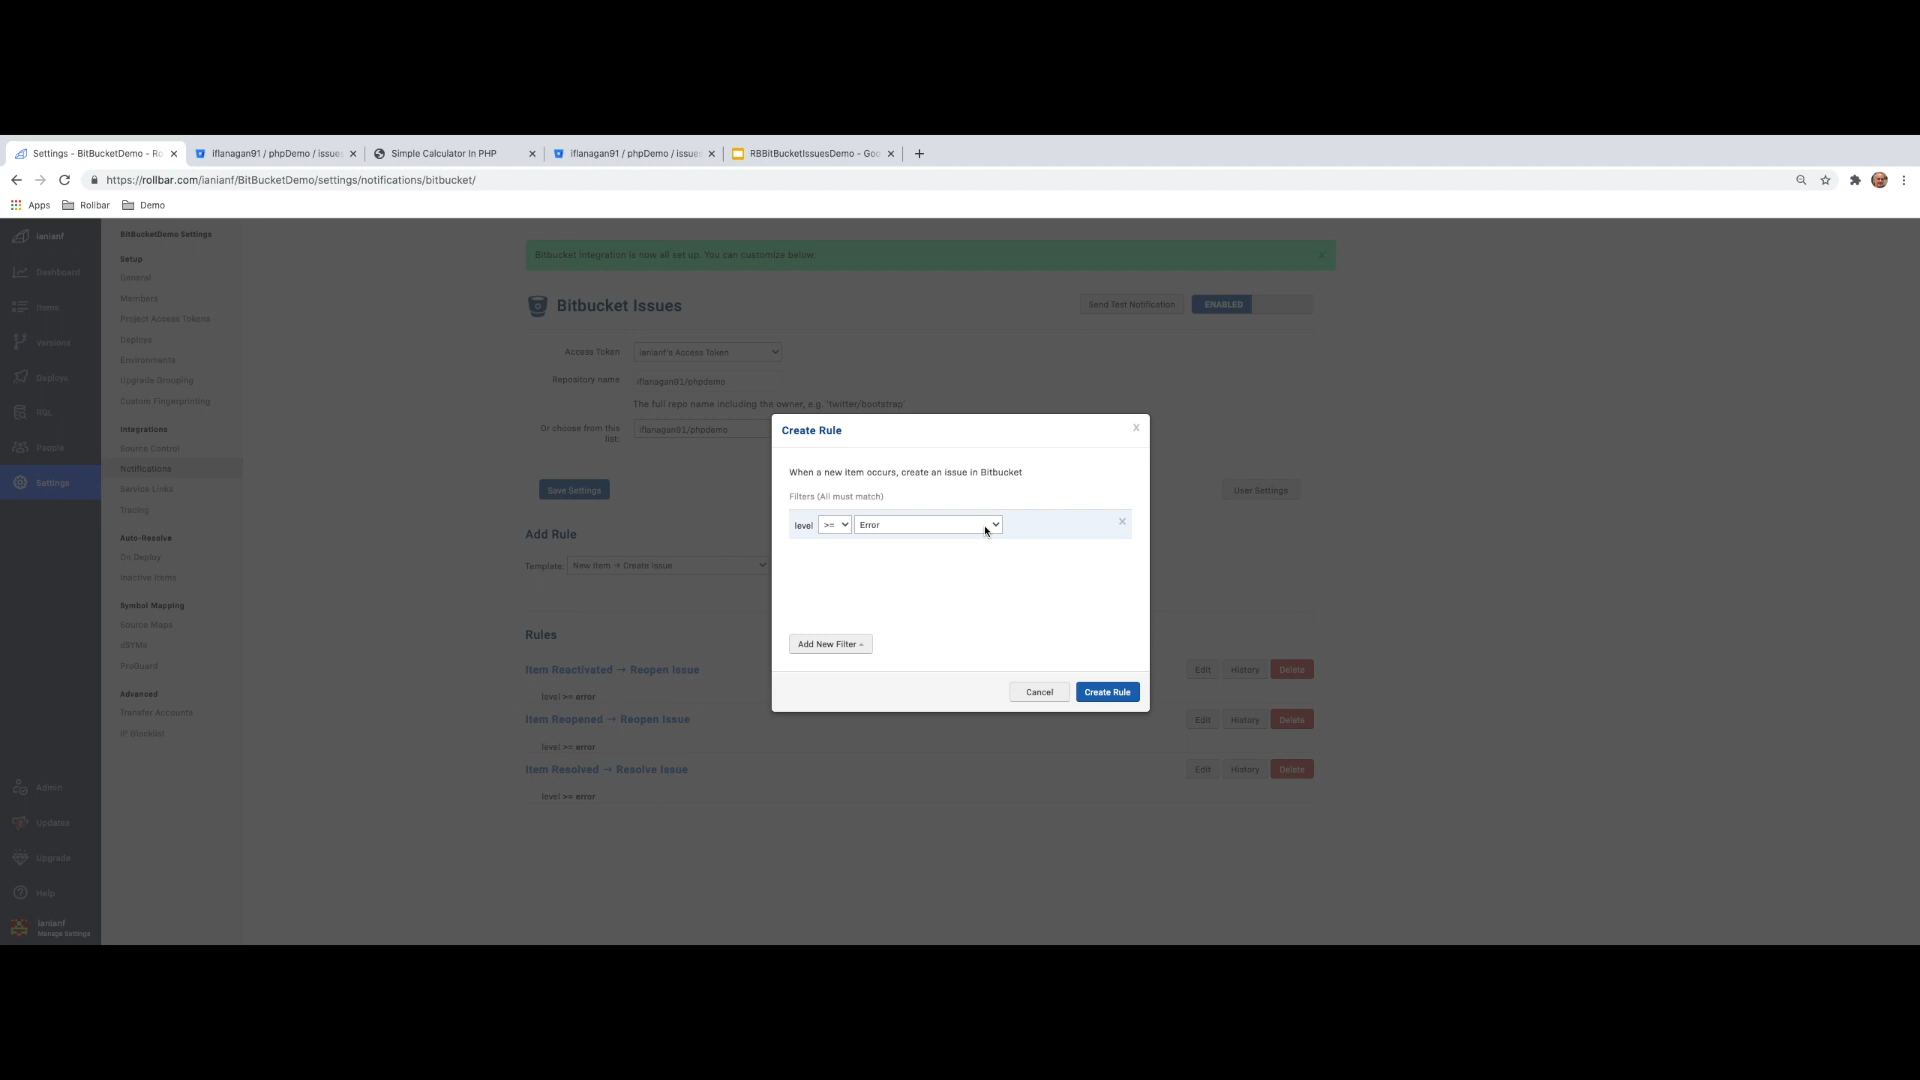 Settings - BitBucketDemo - Ro
iflanagan91 / phpDemo / issues
Simple Calculator In PHP
iflanagan91 / phpDemo / issues
RBBitBucketIssuesDemo - Goo
https://rollbar.com/ianianf/BitBucketDemo/settings/notifications/bitbucket/
Apps
Rollbar
Demo
ianianf
Dashboard
Items
Versions
Deploys
RQL
People
Settings
Admin
Updates
Upgrade
Help
ianianf
Manage Settings
BitBucketDemo Settings
Setup
General
Members
Project Access Tokens
Deploys
Environments
Upgrade Grouping
Custom Fingerprinting
Integrations
Source Control
Notifications
Service Links
Tracing
Auto-Resolve
On Deploy
Inactive Items
Symbol Mapping
Source Maps
dSYMs
ProGuard
Advanced
Transfer Accounts
IP Blocklist
Bitbucket integration is now all set up. You can customize below.
x
Bitbucket Issues
Send Test Notification
ENABLED
Access Token
ianianf's Access Token
Repository name
iflanagan91/phpdemo
The full repo name including the owner, e.g. 'twitter/bootstrap'
Or choose from this list:
iflanagan91/phpdemo
Save Settings
User Settings
Add Rule
Template: New Item → Create Issue
Rules
Item Reactivated → Reopen Issue
Edit History Delete
level >= error
Item Reopened → Reopen Issue
Edit History Delete
level >= error
Item Resolved → Resolve Issue
Edit History Delete
level >= error
Create Rule
x
When a new item occurs, create an issue in Bitbucket
Filters (All must match)
level >= Error
Add New Filter
Cancel
Create Rule